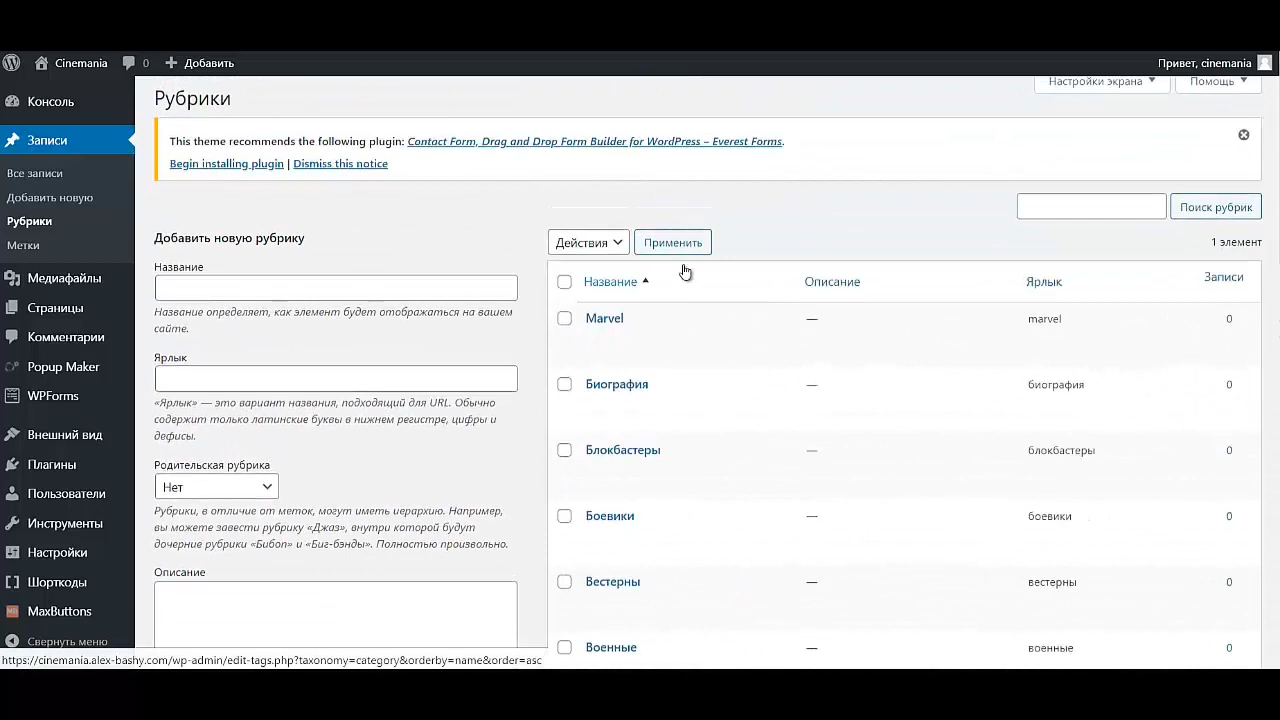 Cinemania
0
Добавить
Привет, cinemania
Консоль
Записи
Все записи
Добавить новую
Рубрики
Метки
Медиафайлы
Страницы
Комментарии
Popup Maker
WPForms
Внешний вид
Плагины
Пользователи
Инструменты
Настройки
Шорткоды
MaxButtons
Свернуть меню
Рубрики
Настройки экрана
Помощь
This theme recommends the following plugin: Contact Form, Drag and Drop Form Builder for WordPress – Everest Forms.
Begin installing plugin | Dismiss this notice
Поиск рубрик
Добавить новую рубрику
Название
Название определяет, как элемент будет отображаться на вашем
сайте.
Ярлык
«Ярлык» — это вариант названия, подходящий для URL. Обычно
содержит только латинские буквы в нижнем регистре, цифры и
дефисы.
Родительская рубрика
Нет
Рубрики, в отличие от меток, могут иметь иерархию. Например,
вы можете завести рубрику «Джаз», внутри которой будут
дочерние рубрики «Бибоп» и «Биг-бэнды». Полностью произвольно.
Описание
Действия
Применить
1 элемент
Название Описание Ярлык Записи
Marvel — marvel 0
Биография — биография 0
Блокбастеры — блокбастеры 0
Боевики — боевики 0
Вестерны — вестерны 0
Военные — военные 0
https://cinemania.alex-bashy.com/wp-admin/edit-tags.php?taxonomy=category&orderby=name&order=asc